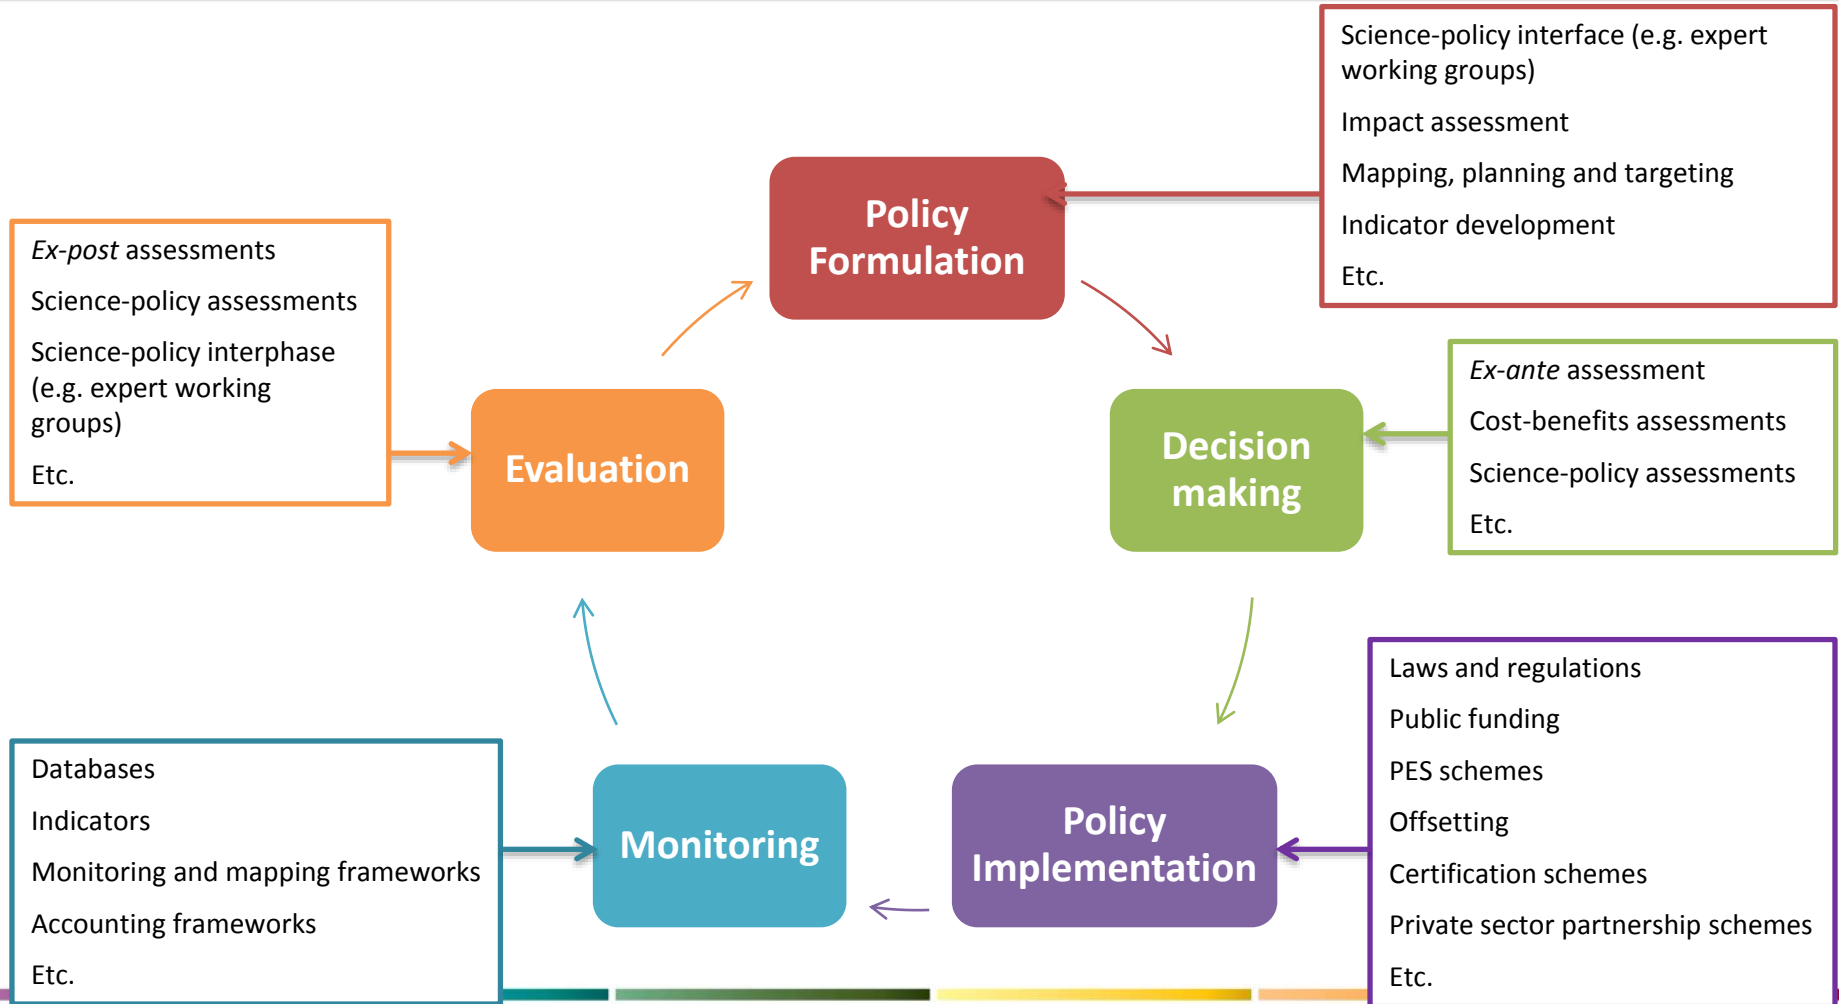 Science-policy interface (e.g. expert
working groups)
Impact assessment
Mapping, planning and targeting
Indicator development
Etc.
Policy
Formulation
Ex-post assessments
Science-policy assessments
Science-policy interphase
(e.g. expert working
groups)
Etc.
Evaluation
Decision
making
Ex-ante assessment
Cost-benefits assessments
Science-policy assessments
Etc.
Databases
Indicators
Monitoring and mapping frameworks
Accounting frameworks
Etc.
Monitoring
Policy
Implementation
Laws and regulations
Public funding
PES schemes
Offsetting
Certification schemes
Private sector partnership schemes
Etc.